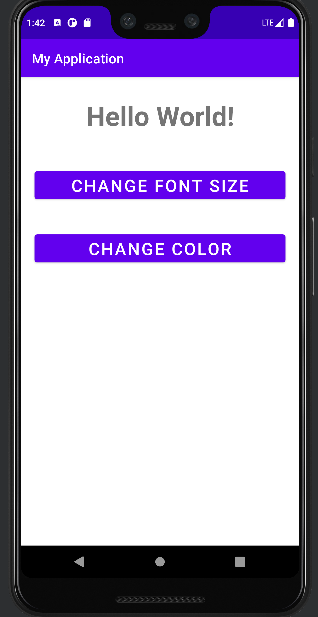 1:42
LTE
My Application
Hello World!
CHANGE FONT SIZE
CHANGE COLOR